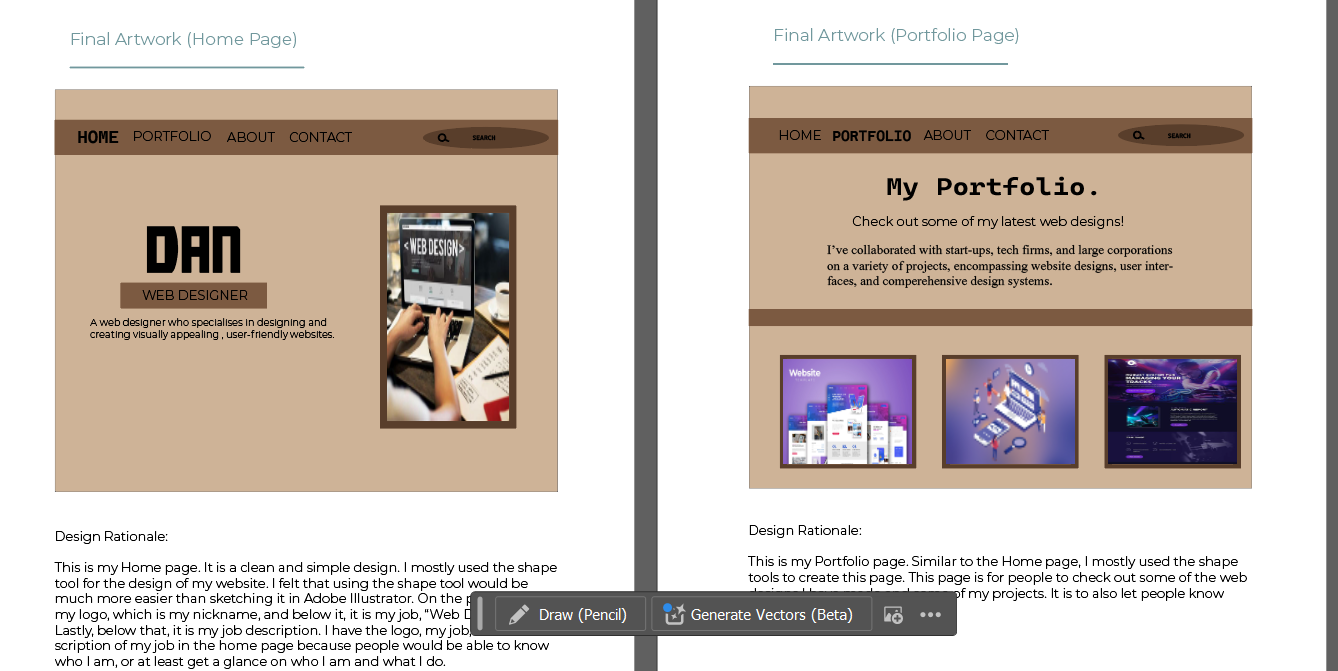 Final Artwork (Home Page)
HOME PORTFOLIO ABOUT CONTACT SEARCH
DAN
WEB DESIGNER
A web designer who specialises in designing and
creating visually appealing , user-friendly websites.
<WEB DESIGN>
Design Rationale:
This is my Home page. It is a clean and simple design. I mostly used the shape
tool for the design of my website. I felt that using the shape tool would be
much more easier than sketching it in Adobe Illustrator. On the
my logo, which is my nickname, and below it, it is my job, “Web D
Lastly, below that, it is my job description. I have the logo, my job,
scription of my job in the home page because people would be able to know
who I am, or at least get a glance on who I am and what I do.
Final Artwork (Portfolio Page)
HOME PORTFOLIO ABOUT CONTACT SEARCH
My Portfolio.
Check out some of my latest web designs!
I’ve collaborated with start-ups, tech firms, and large corporations
on a variety of projects, encompassing website designs, user inter-
faces, and comperehensive design systems.
Website
MANAGING YOUR
TRACKS
Design Rationale:
This is my Portfolio page. Similar to the Home page, I mostly used the shape
tools to create this page. This page is for people to check out some of the web
designs I have made and some of my projects. It is to also let people know
Draw (Pencil)
Generate Vectors (Beta)